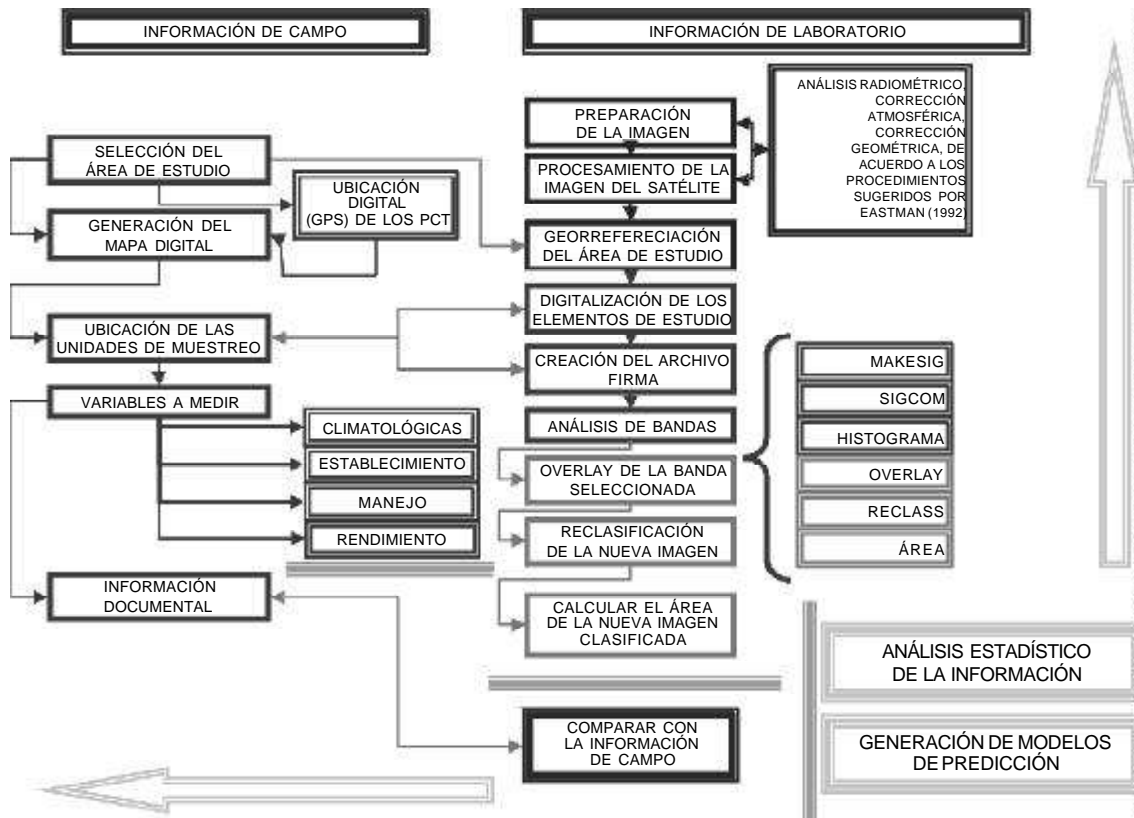 INFORMACIÓN DE CAMPO
INFORMACIÓN DE LABORATORIO
SELECCIÓN DEL
ÁREA DE ESTUDIO
UBICACIÓN
DIGITAL
(GPS) DE LOS PCT
GENERACIÓN DEL
MAPA DIGITAL
UBICACIÓN DE LAS
UNIDADES DE MUESTREO
VARIABLES A MEDIR
CLIMATOLÓGICAS
ESTABLECIMIENTO
MANEJO
RENDIMIENTO
INFORMACIÓN
DOCUMENTAL
PREPARACIÓN
DE LA IMAGEN
PROCESAMIENTO DE LA
IMAGEN DEL SATÉLITE
GEORREFERECIACIÓN
DEL ÁREA DE ESTUDIO
DIGITALIZACIÓN DE LOS
ELEMENTOS DE ESTUDIO
CREACIÓN DEL ARCHIVO
FIRMA
ANÁLISIS DE BANDAS
OVERLAY DE LA BANDA
SELECCIONADA
RECLASIFICACIÓN
DE LA NUEVA IMAGEN
CALCULAR EL ÁREA
DE LA NUEVA IMAGEN
CLASIFICADA
COMPARAR CON
LA INFORMACIÓN
DE CAMPO
ANÁLISIS RADIOMÉTRICO,
CORRECCIÓN
ATMOSFÉRICA,
CORRECCIÓN
GEOMÉTRICA, DE
ACUERDO A LOS
PROCEDIMIENTOS
SUGERIDOS POR
EASTMAN (1992)
MAKESIG
SIGCOM
HISTOGRAMA
OVERLAY
RECLASS
ÁREA
ANÁLISIS ESTADÍSTICO
DE LA INFORMACIÓN
GENERACIÓN DE MODELOS
DE PREDICCIÓN